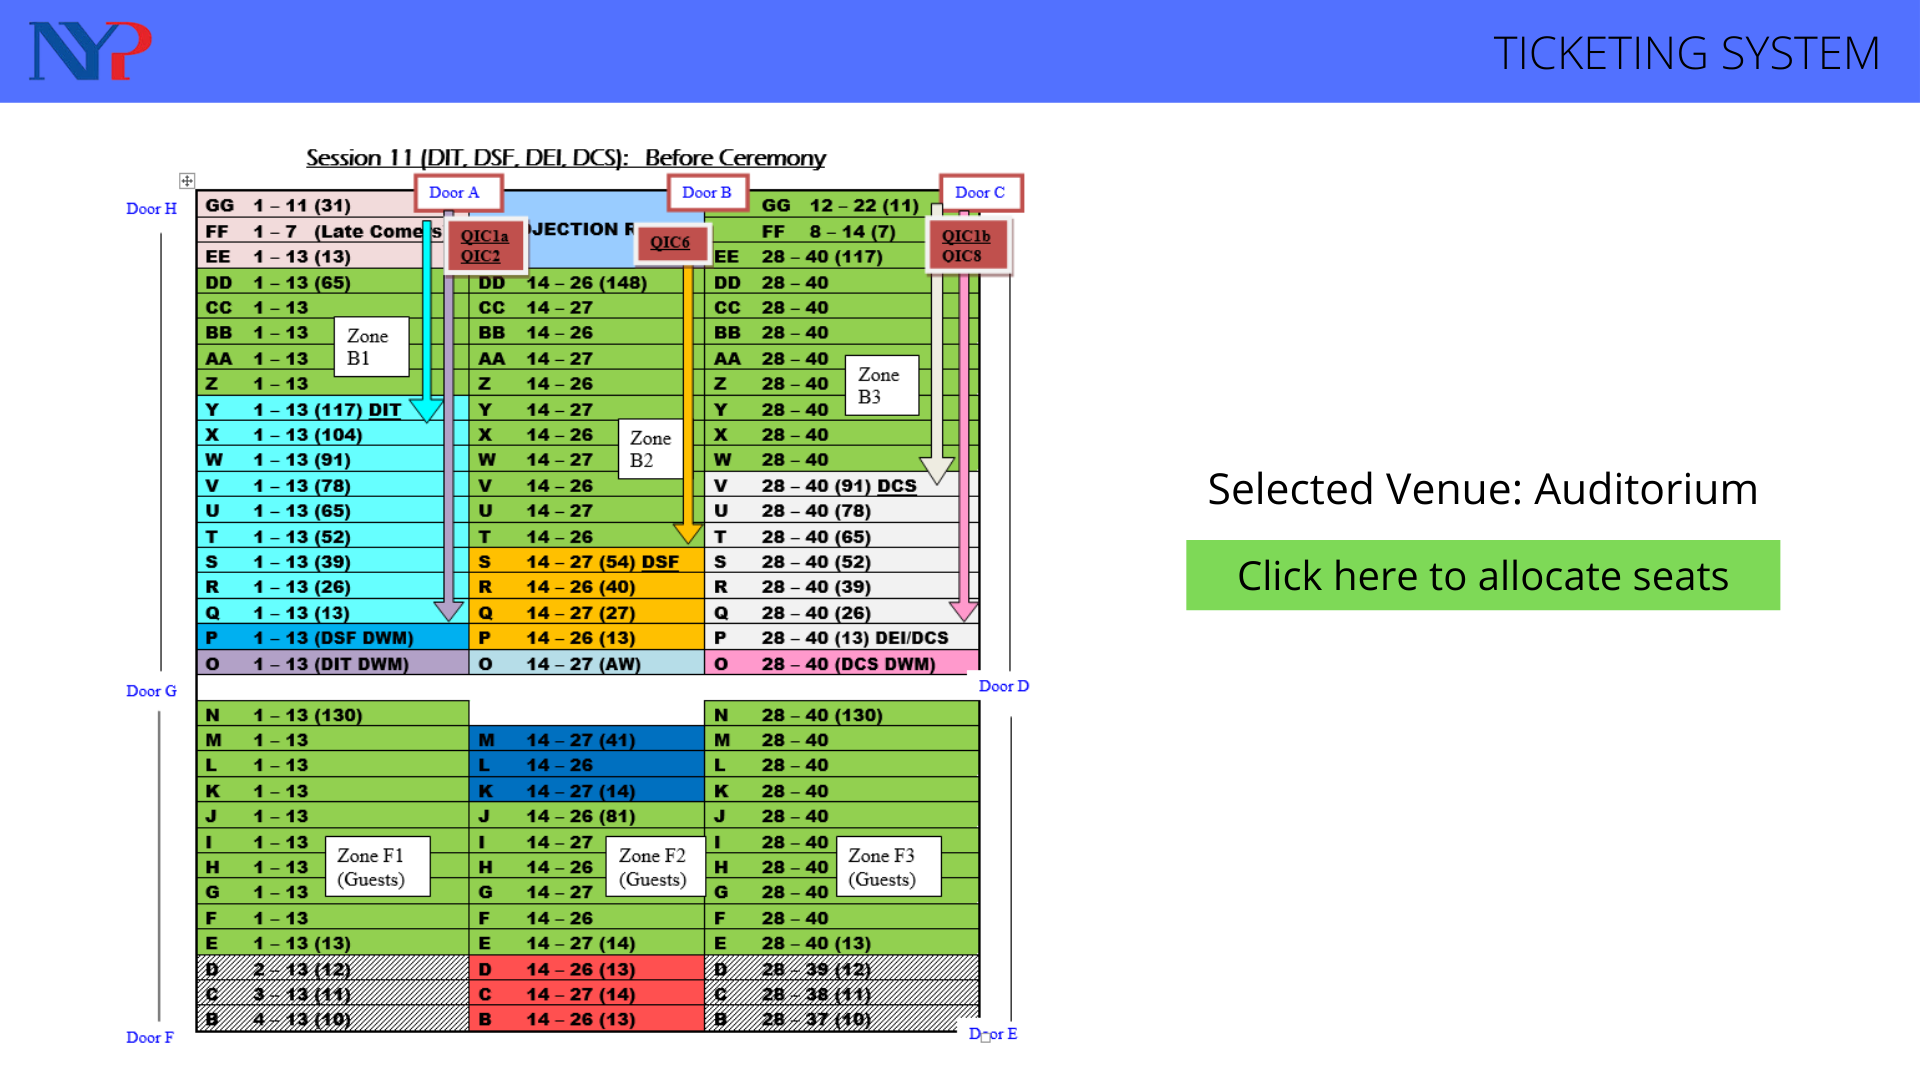 NYP
TICKETING SYSTEM
Session 11 (DIT, DSF, DEI, DCS): Before Ceremony
Door A
Door B
Door C
Door H
GG 1 – 11 (31)
GG 12 – 22 (11)
FF 1 – 7 (Late Comers
JECTION
FF 8 – 14 (7)
QIC1a
QIC2
QIC6
QIC1b
QIC8
EE 1 – 13 (13)
EE 28 – 40 (117)
DD 1 – 13 (65)
DD 14 – 26 (148)
DD 28 – 40
CC 1 – 13
CC 14 – 27
CC 28 – 40
BB 1 – 13
BB 14 – 26
BB 28 – 40
Zone
B1
AA 1 – 13
AA 14 – 27
AA 28 – 40
Z 1 – 13
Z 14 – 26
Z 28 – 40
Zone
B3
Y 1 – 13 (117) DIT
Y 14 – 27
Y 28 – 40
X 1 – 13 (104)
X 14 – 26
X 28 – 40
Zone
B2
W 1 – 13 (91)
W 14 – 27
W 28 – 40
V 1 – 13 (78)
V 14 – 26
V 28 – 40 (91) DCS
U 1 – 13 (65)
U 14 – 27
U 28 – 40 (78)
T 1 – 13 (52)
T 14 – 26
T 28 – 40 (65)
S 1 – 13 (39)
S 14 – 27 (54) DSF
S 28 – 40 (52)
R 1 – 13 (26)
R 14 – 26 (40)
R 28 – 40 (39)
Q 1 – 13 (13)
Q 14 – 27 (27)
Q 28 – 40 (26)
P 1 – 13 (DSF DWM)
P 14 – 26 (13)
P 28 – 40 (13) DEI/DCS
O 1 – 13 (DIT DWM)
O 14 – 27 (AW)
O 28 – 40 (DCS DWM)
Door G
Door D
N 1 – 13 (130)
N 28 – 40 (130)
M 1 – 13
M 14 – 27 (41)
M 28 – 40
L 1 – 13
L 14 – 26
L 28 – 40
K 1 – 13
K 14 – 27 (14)
K 28 – 40
J 1 – 13
J 14 – 26 (81)
J 28 – 40
I 1 – 13
I 14 – 27
I 28 – 40
Zone F1
(Guests)
Zone F2
(Guests)
Zone F3
(Guests)
H 1 – 13
H 14 – 26
H 28 – 40
G 1 – 13
G 14 – 27
G 28 – 40
F 1 – 13
F 14 – 26
F 28 – 40
E 1 – 13 (13)
E 14 – 27 (14)
E 28 – 40 (13)
D 2 – 13 (12)
D 14 – 26 (13)
D 28 – 39 (12)
C 3 – 13 (11)
C 14 – 27 (14)
C 28 – 38 (11)
B 4 – 13 (10)
B 14 – 26 (13)
B 28 – 37 (10)
Door F
Door E
Selected Venue: Auditorium
Click here to allocate seats